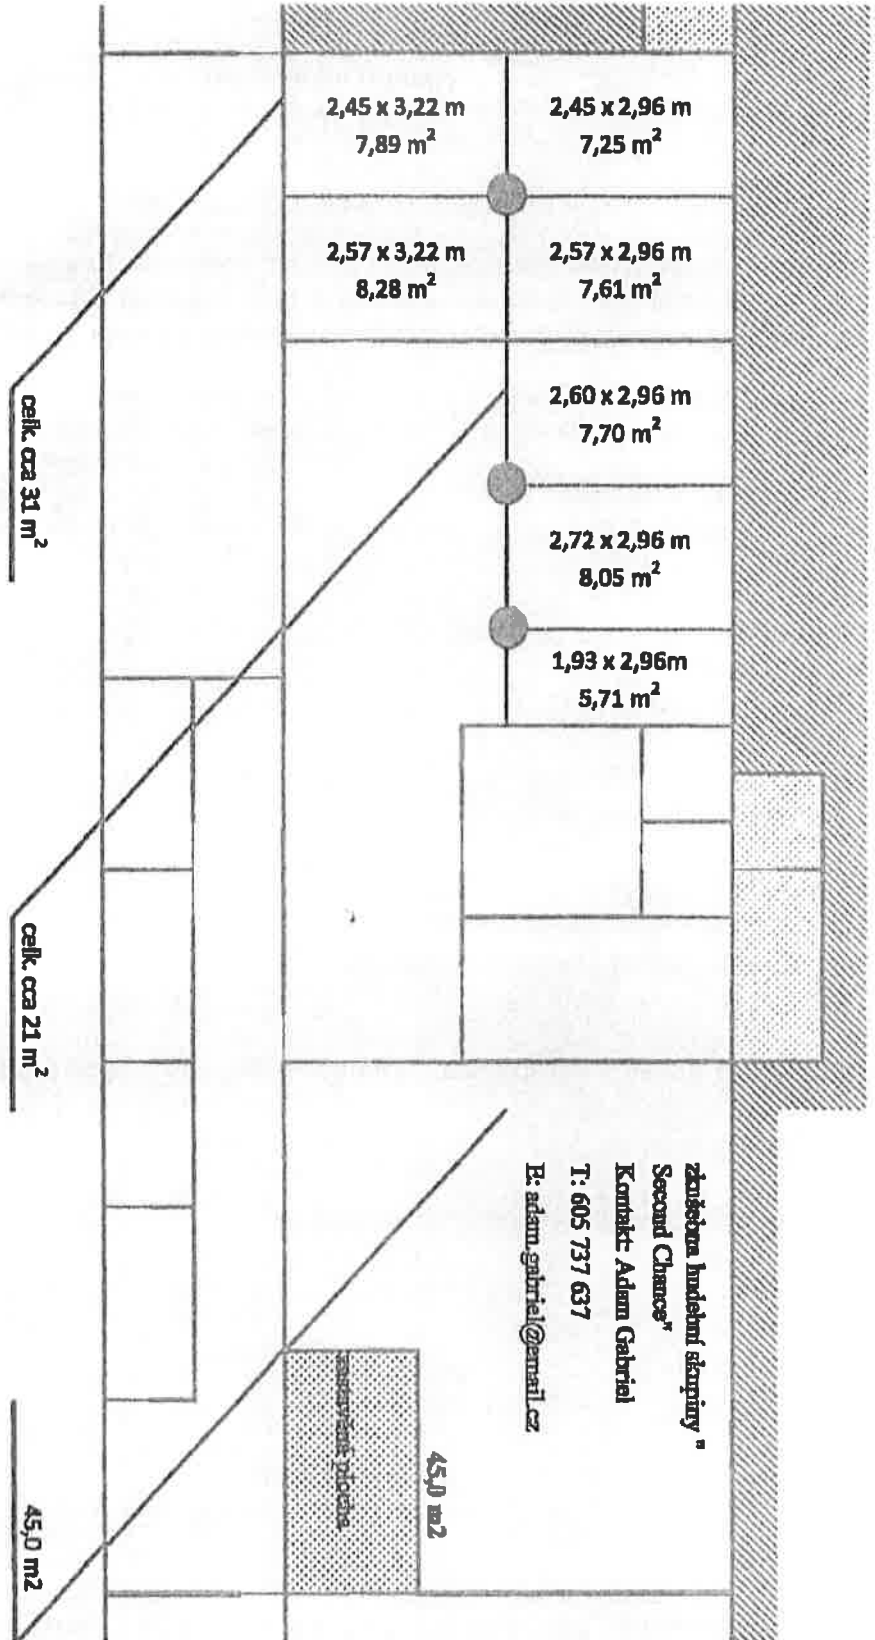 2,45 x 3,22 m
7,89 m²
2,45 x 2,96 m
7,25 m²
2,57 x 3,22 m
8,28 m²
2,57 x 2,96 m
7,61 m²
2,60 x 2,96 m
7,70 m²
2,72 x 2,96 m
8,05 m²
1,93 x 2,96m
5,71 m²
celk. cca 31 m²
celk. cca 21 m²
zkušebna hudební skupiny "
Second Chance"
Kontakt: Adam Gabriel
T: 605 737 637
E: adam.gabriel@email.cz
45,0 m2
zastavěná plocha
45,0 m2